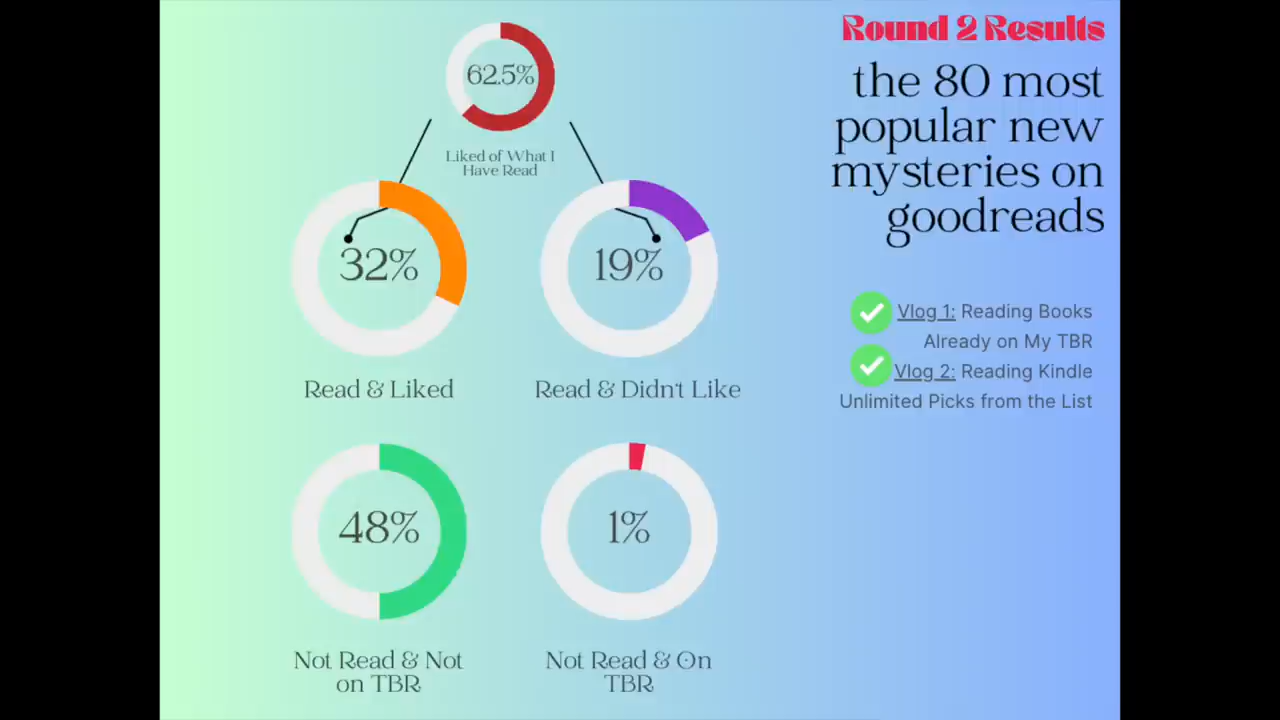 Round 2 Results
the 80 most
popular new
mysteries on
goodreads
62.5%
Liked of What I
Have Read
32%
Read & Liked
19%
Read & Didn't Like
48%
Not Read & Not
on TBR
1%
Not Read & On
TBR
Vlog 1: Reading Books
Already on My TBR
Vlog 2: Reading Kindle
Unlimited Picks from the List